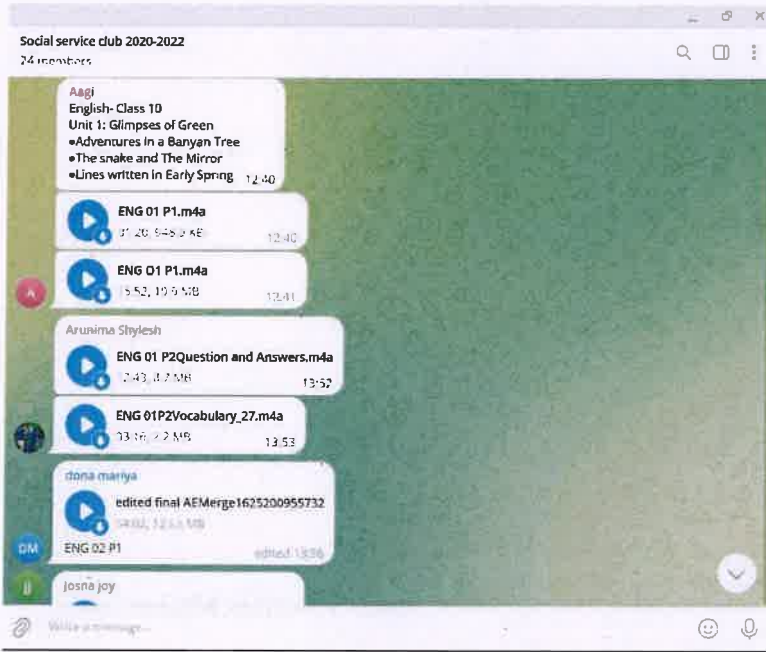 Social service club 2020-2022
24 members
Aagi
English- Class 10
Unit 1: Glimpses of Green
•Adventures in a Banyan Tree
•The snake and The Mirror
•Lines written in Early Spring 12:40
ENG 01 P1.m4a
12:40
ENG O1 P1.m4a
12:41
A
Arunima Shylesh
ENG 01 P2Question and Answers.m4a
13:52
ENG 01P2Vocabulary_27.m4a
13:53
dona mariya
edited final AEMerge1625200955732
DM
ENG 02 P1
edited
josna joy
Write a message...